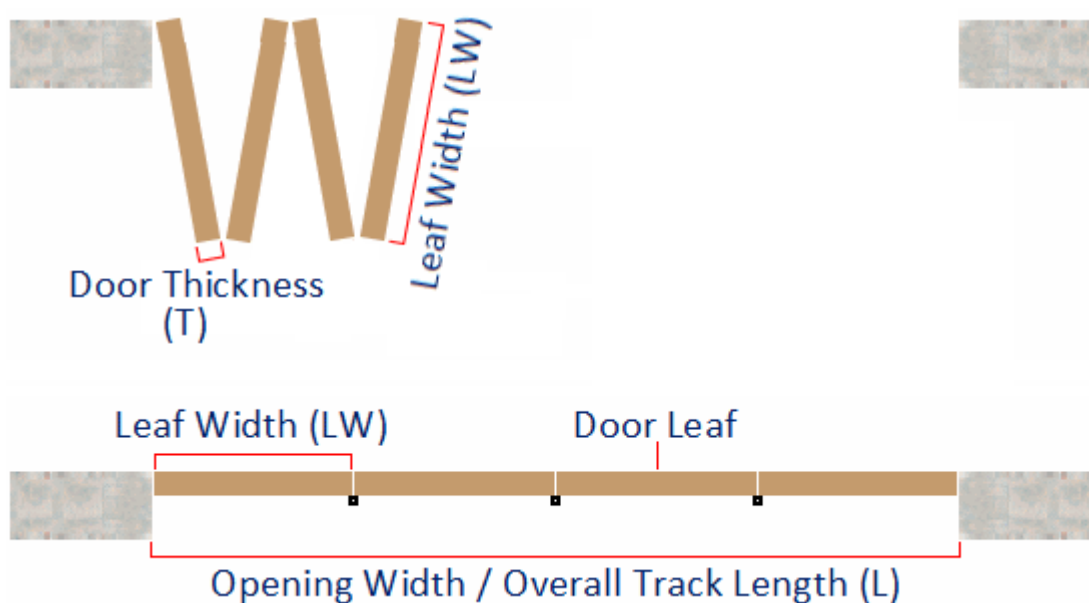 Leaf Width (LW)
Door Thickness
(T)
Leaf Width (LW)
Door Leaf
Opening Width / Overall Track Length (L)